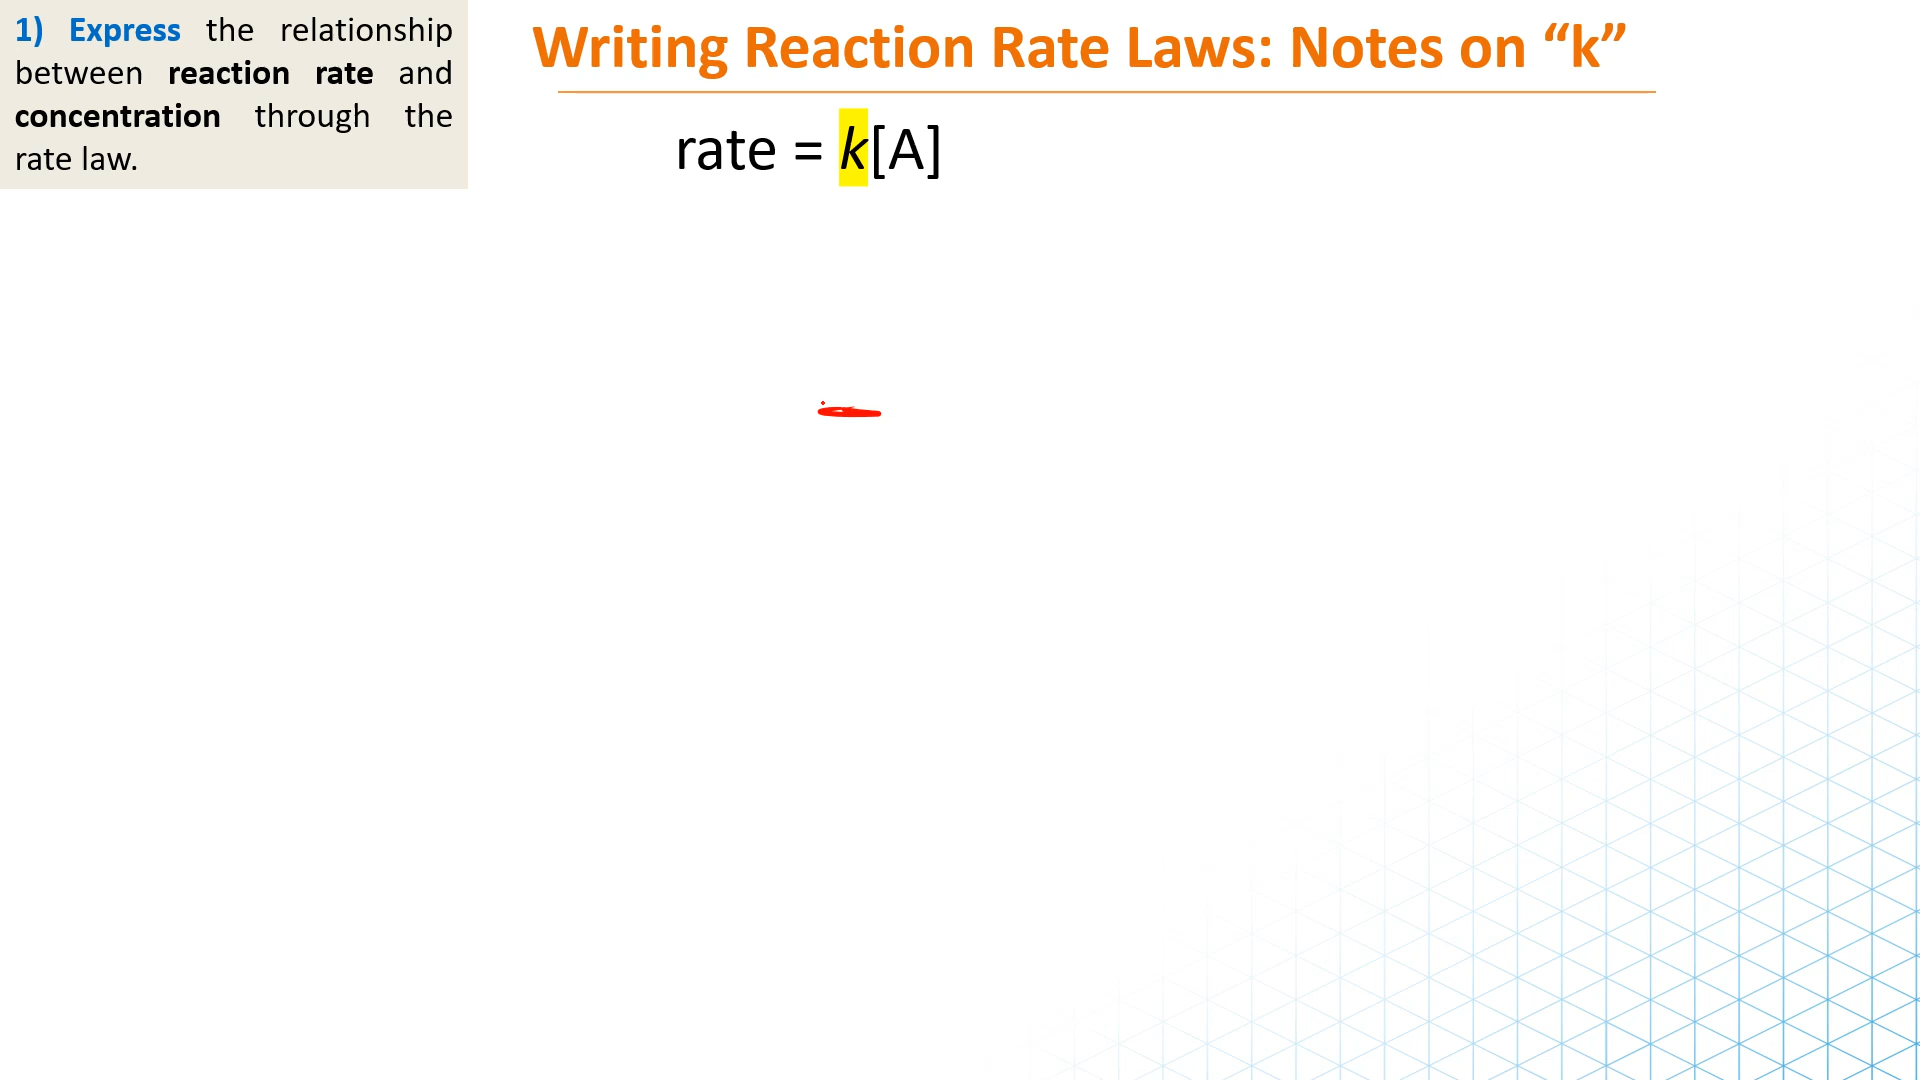 1) Express the relationship
between reaction rate and
concentration through the
rate law.
Writing Reaction Rate Laws: Notes on “k”
rate = k[A]